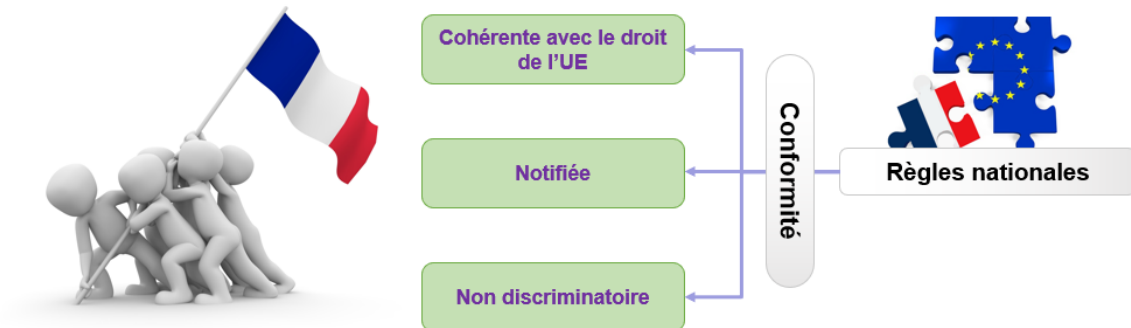 Cohérente avec le droit
de l’UE
Notifiée
Non discriminatoire
Conformité
Règles nationales